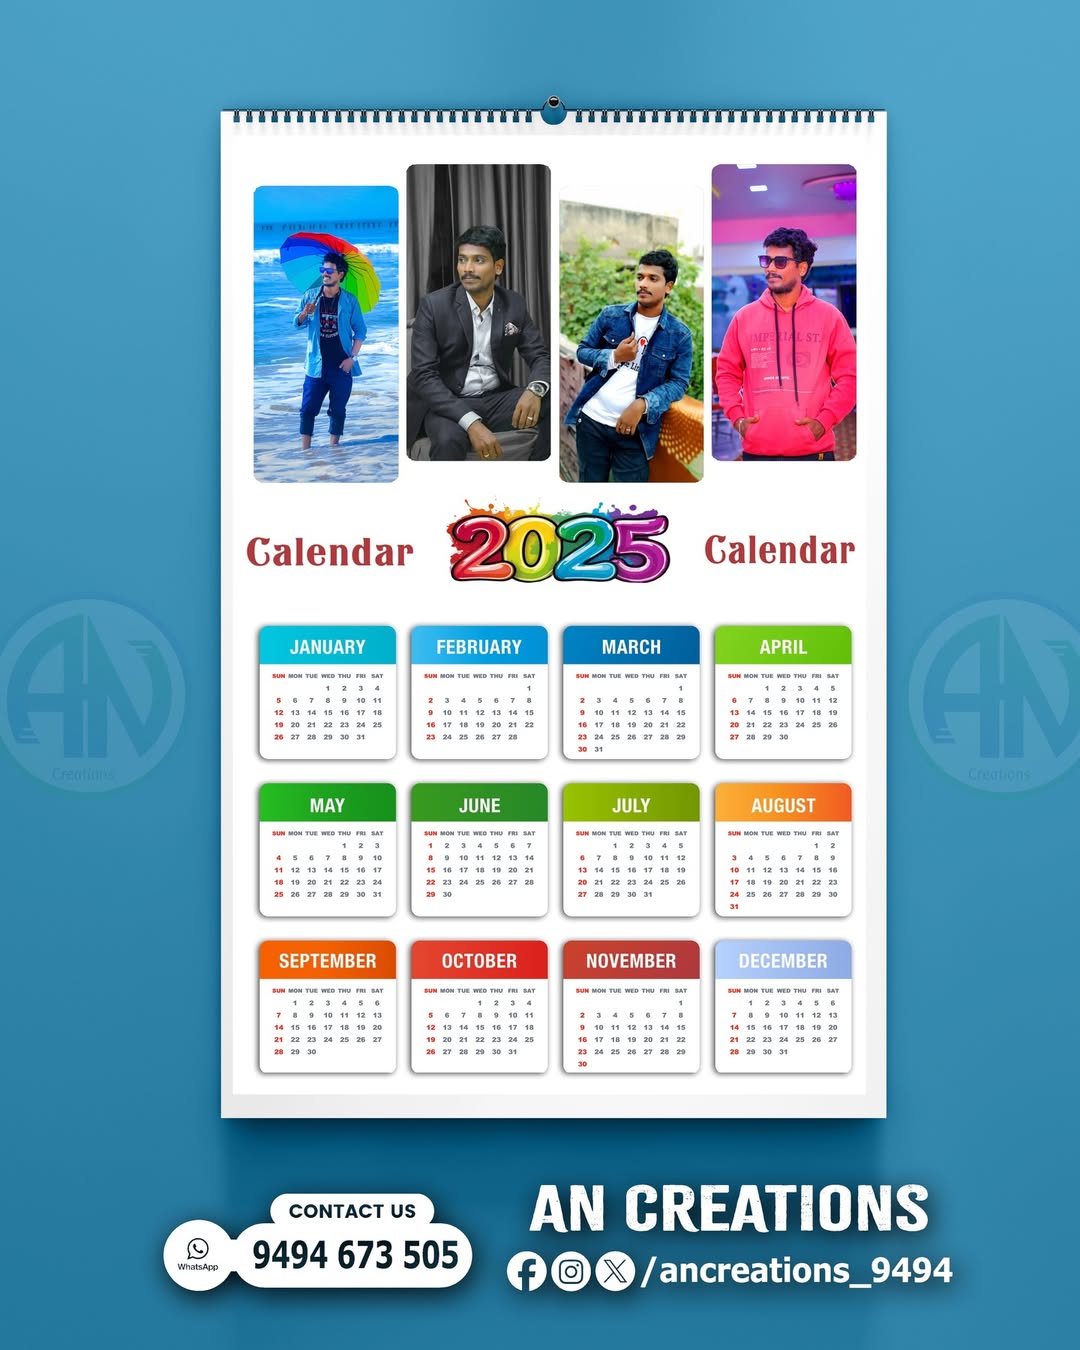 IMPERIAL ST.
Calendar 2025 Calendar
JANUARY
SUN MON TUE WED THU FRI SAT
1 2 3 4
5 6 7 8 9 10 11
12 13 14 15 16 17 18
19 20 21 22 23 24 25
26 27 28 29 30 31
FEBRUARY
SUN MON TUE WED THU FRI SAT
1
2 3 4 5 6 7 8
9 10 11 12 13 14 15
16 17 18 19 20 21 22
23 24 25 26 27 28
MARCH
SUN MON TUE WED THU FRI SAT
1
2 3 4 5 6 7 8
9 10 11 12 13 14 15
16 17 18 19 20 21 22
23 24 25 26 27 28 29
30 31
APRIL
SUN MON TUE WED THU FRI SAT
1 2 3 4 5
6 7 8 9 10 11 12
13 14 15 16 17 18 19
20 21 22 23 24 25 26
27 28 29 30
MAY
SUN MON TUE WED THU FRI SAT
1 2 3
4 5 6 7 8 9 10
11 12 13 14 15 16 17
18 19 20 21 22 23 24
25 26 27 28 29 30 31
JUNE
SUN MON TUE WED THU FRI SAT
1 2 3 4 5 6 7
8 9 10 11 12 13 14
15 16 17 18 19 20 21
22 23 24 25 26 27 28
29 30
JULY
SUN MON TUE WED THU FRI SAT
1 2 3 4 5
6 7 8 9 10 11 12
13 14 15 16 17 18 19
20 21 22 23 24 25 26
27 28 29 30 31
AUGUST
SUN MON TUE WED THU FRI SAT
1 2
3 4 5 6 7 8 9
10 11 12 13 14 15 16
17 18 19 20 21 22 23
24 25 26 27 28 29 30
31
SEPTEMBER
SUN MON TUE WED THU FRI SAT
1 2 3 4 5 6
7 8 9 10 11 12 13
14 15 16 17 18 19 20
21 22 23 24 25 26 27
28 29 30
OCTOBER
SUN MON TUE WED THU FRI SAT
1 2 3 4
5 6 7 8 9 10 11
12 13 14 15 16 17 18
19 20 21 22 23 24 25
26 27 28 29 30 31
NOVEMBER
SUN MON TUE WED THU FRI SAT
1
2 3 4 5 6 7 8
9 10 11 12 13 14 15
16 17 18 19 20 21 22
23 24 25 26 27 28 29
30
DECEMBER
SUN MON TUE WED THU FRI SAT
1 2 3 4 5 6
7 8 9 10 11 12 13
14 15 16 17 18 19 20
21 22 23 24 25 26 27
28 29 30 31
AN
Creations
AN
Creations
CONTACT US
WhatsApp
9494 673 505
AN CREATIONS
/ancreations_9494